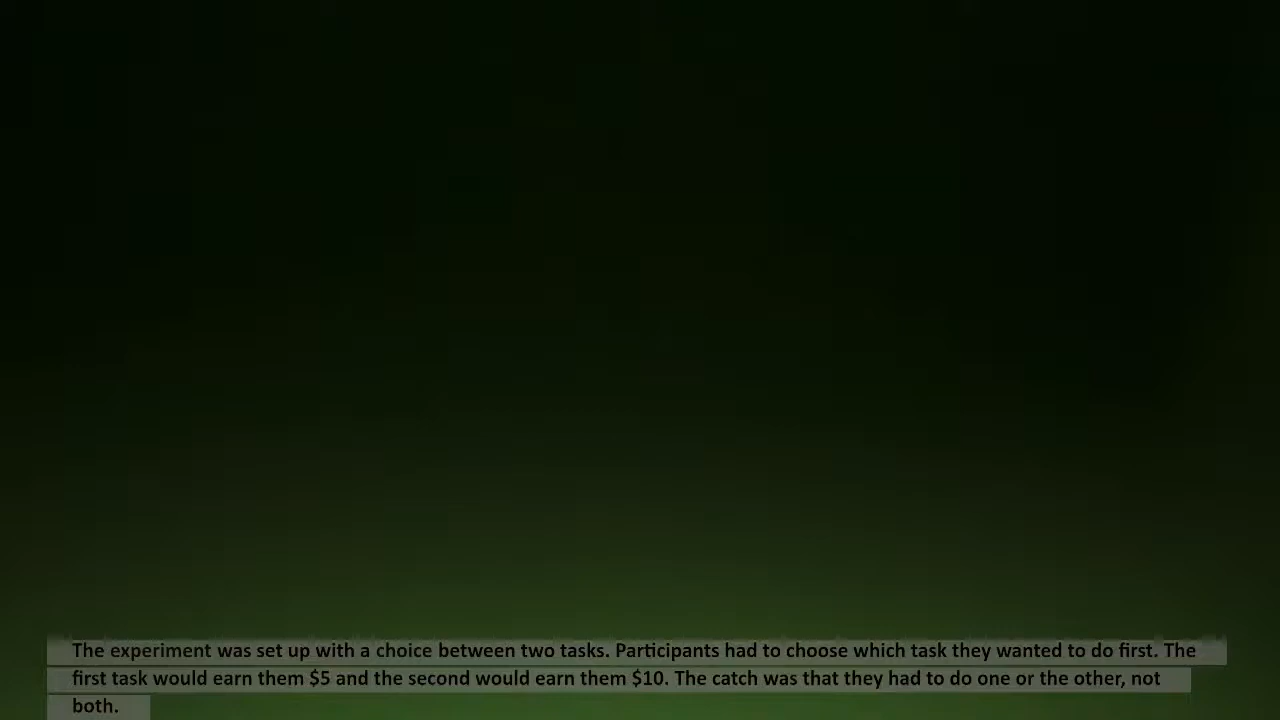 The experiment was set up with a choice between two tasks. Participants had to choose which task they wanted to do first. The
first task would earn them $5 and the second would earn them $10. The catch was that they had to do one or the other, not
both.